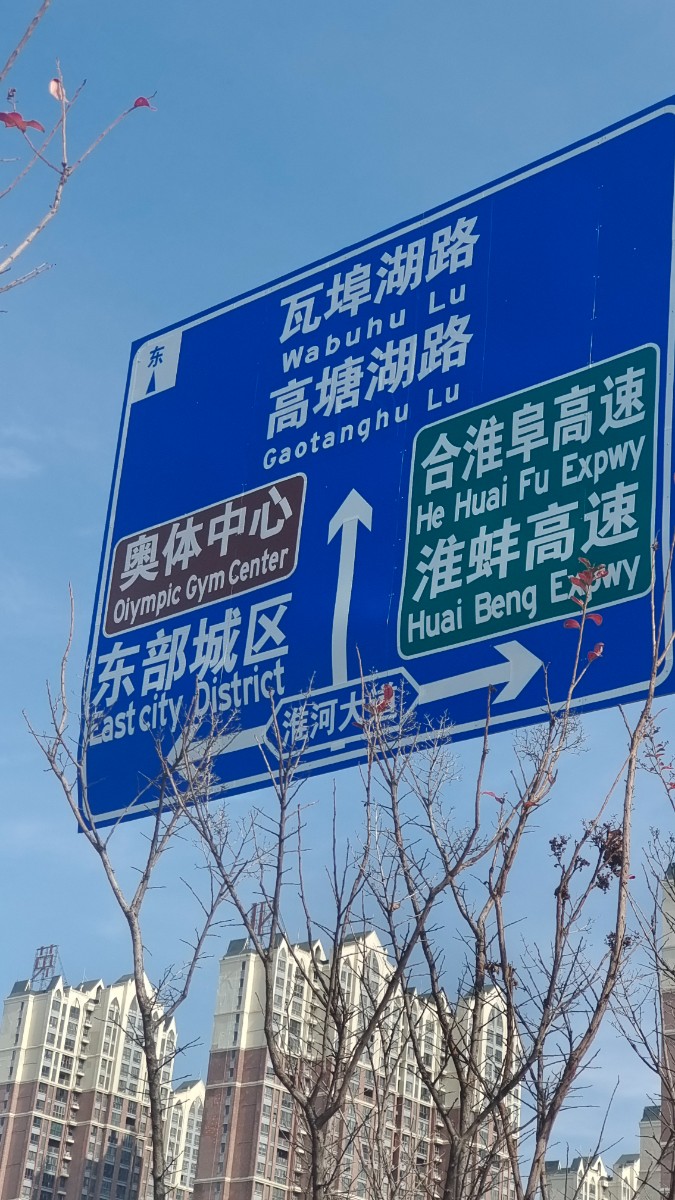 东
瓦埠湖路
Wabuhu Lu
高塘湖路
Gaotanghu Lu
合淮阜高速
He Huai Fu Expwy
淮蚌高速
Huai Beng Expwy
奥体中心
Olympic Gym Center
东部城区
East city District
淮河大道